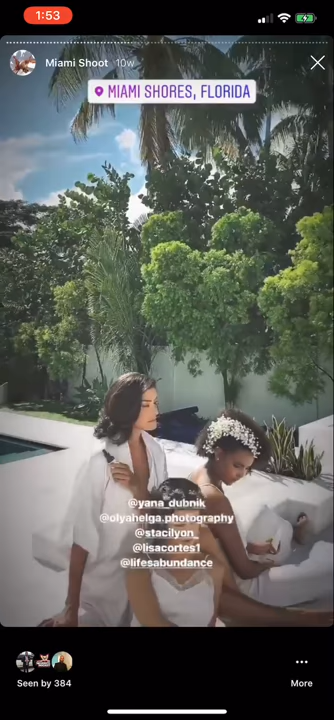 1:53
Miami Shoot 10w
MIAMI SHORES, FLORIDA
@yana_dubnik
@olyahelga.photography
@stacilyon_
@lisacortes1
@lifesabundance
Seen by 384
More